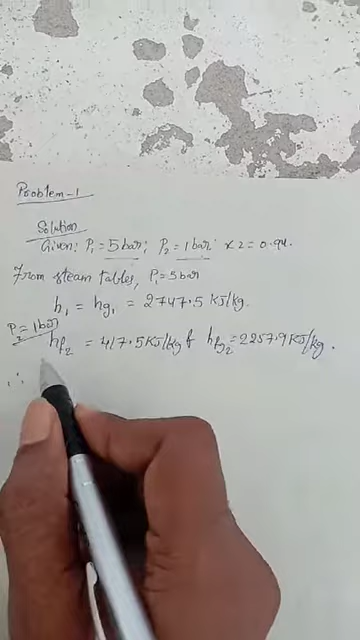 Problem-1
Solution
Given: P₁ = 5 bar; P₂ = 1 bar; x₂ = 0.94.
From steam tables, P₁ = 5 bar
h₁ = hg₁ = 2747.5 KJ/kg.
P₂ = 1 bar
hf₂ = 417.5 KJ/kg & hfg₂ = 2257.9 KJ/kg.
∴